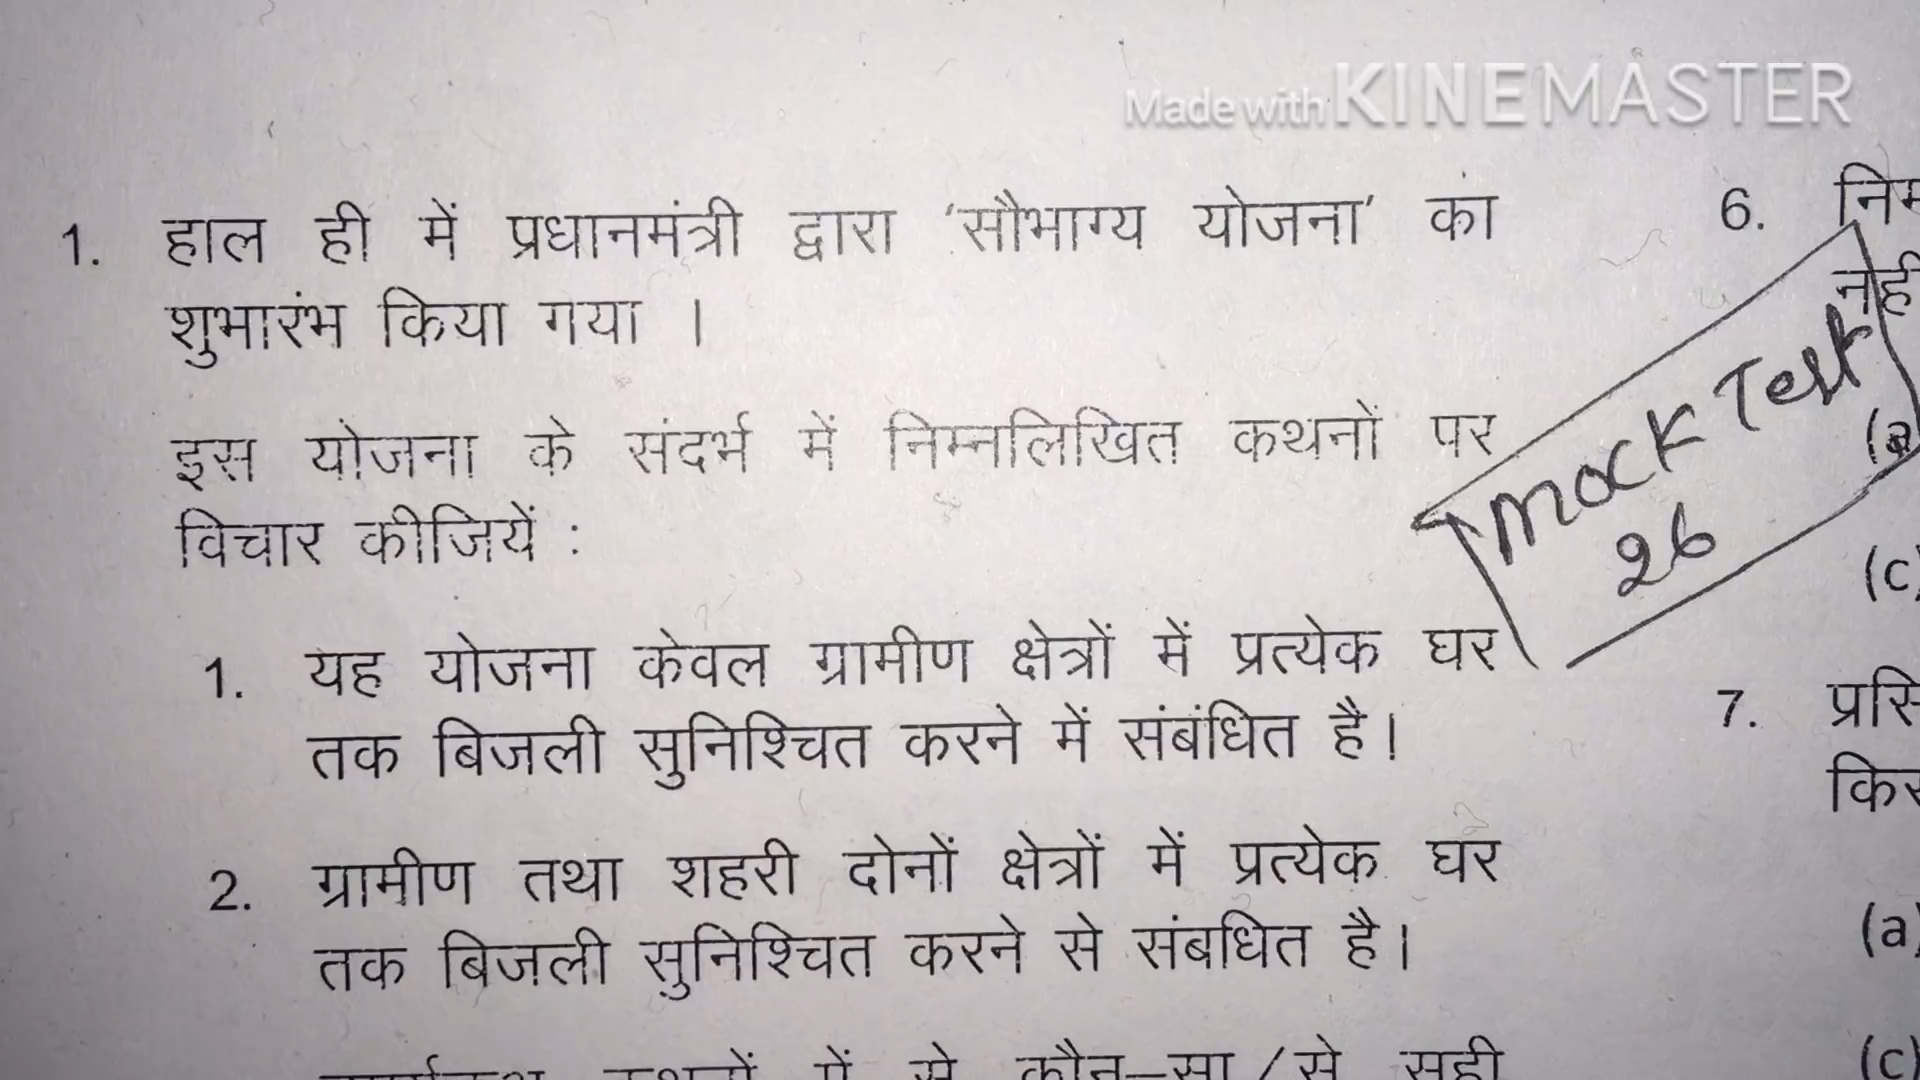 Made with KINEMASTER
1. हाल ही में प्रधानमंत्री द्वारा 'सौभाग्य योजना' का
शुभारंभ किया गया ।
इस योजना के संदर्भ में निम्नलिखित कथनों पर
विचार कीजियें :
1. यह योजना केवल ग्रामीण क्षेत्रों में प्रत्येक घर
तक बिजली सुनिश्चित करने में संबंधित है।
2. ग्रामीण तथा शहरी दोनों क्षेत्रों में प्रत्येक घर
तक बिजली सुनिश्चित करने से संबधित है।
में से कौन–सा/से सही
Mock Test
26
6.
(a)
(c)
7.
(a)
(c)